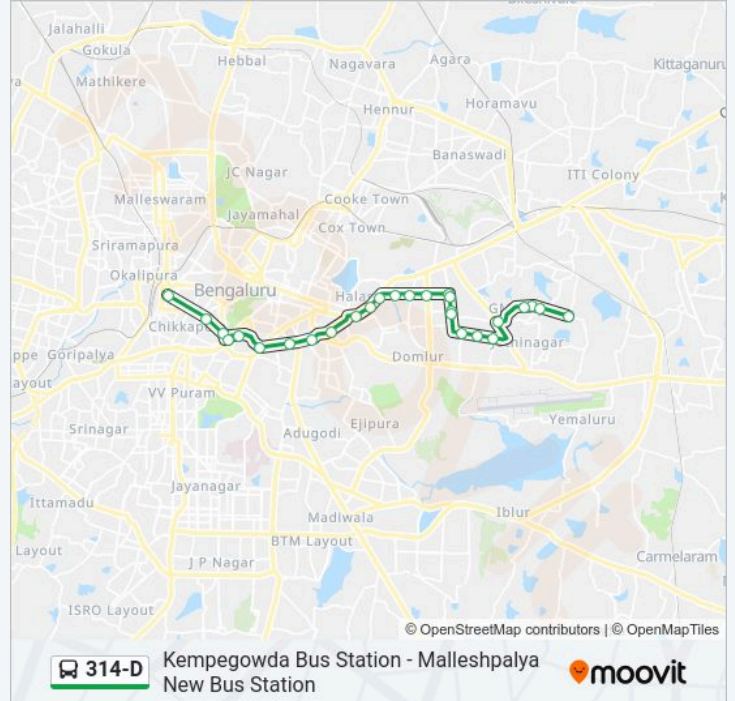 Jalahalli
Gokula
Hebbal
Nagavara
Agara
Kittaganuru
Mathikere
Horamavu
Hennur
Banaswadi
JC Nagar
ITI Colony
Malleswaram
Cooke Town
Jayamahal
Cox Town
Sriramapura
Okalipura
Bengaluru
Chikkap
Goripalya
Domlur
VV Puram
Yemaluru
Srinagar
Ejipura
Adugodi
Jayanagar
Ittamadu
Madiwala
Iblur
Layout
BTM Layout
Carmelaram
J P Nagar
ISRO Layout
© OpenStreetMap contributors | © OpenMapTiles
314-D
Kempegowda Bus Station - Malleshpalya
New Bus Station
moovit